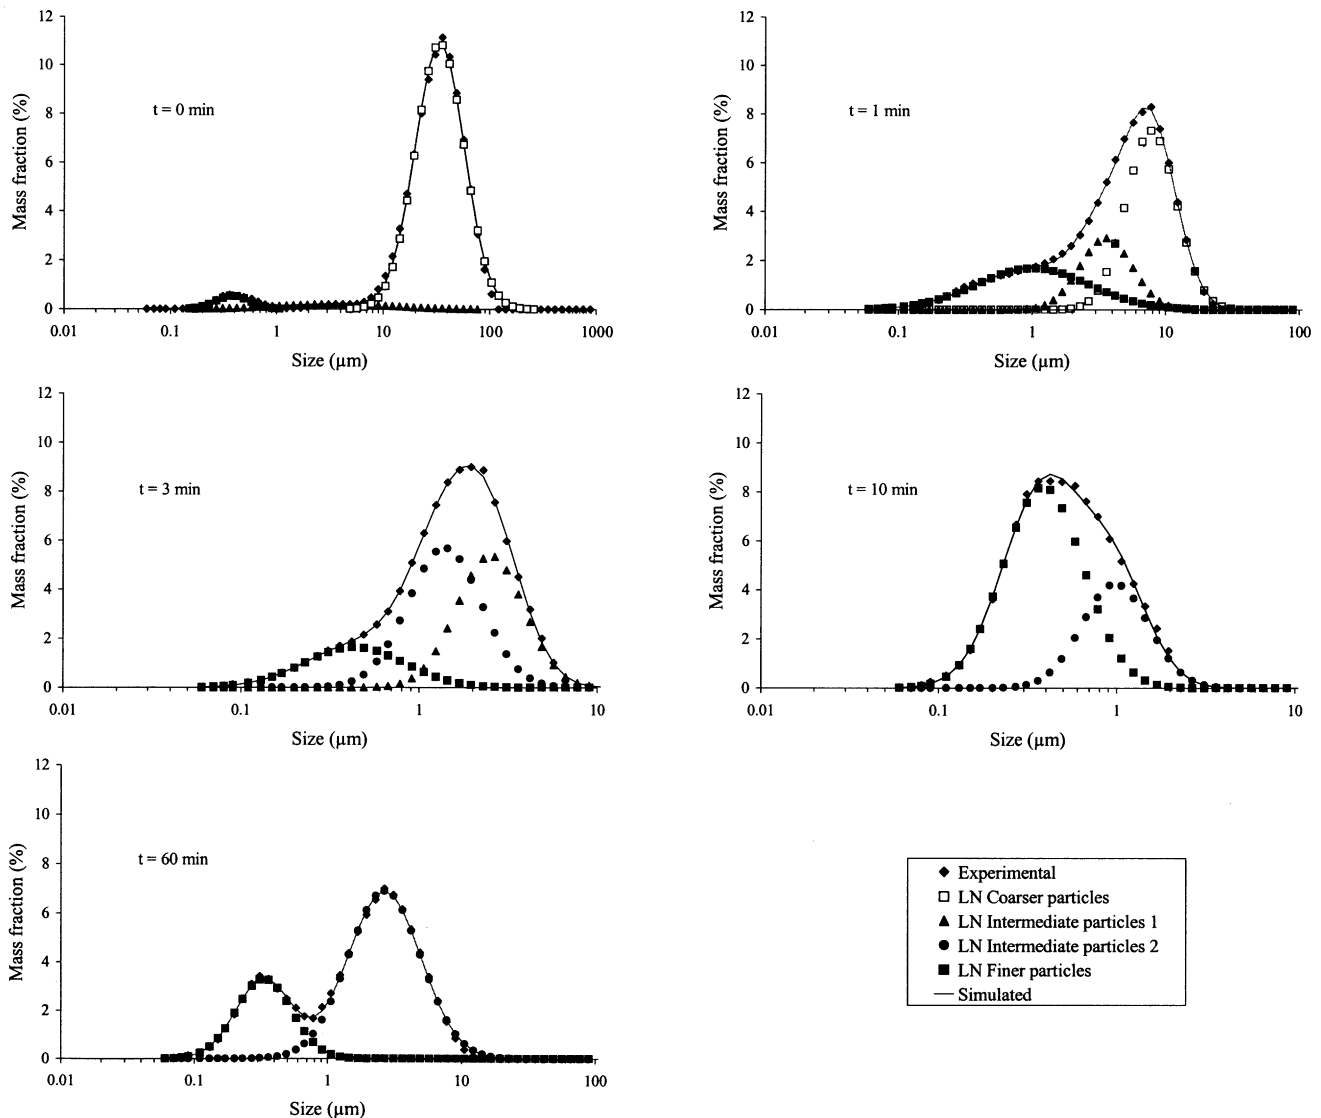 12
10
8
6
4
2
0
Mass fraction (%)
t = 0 min
0.01 0.1 1 10 100 1000
Size (µm)
12
10
8
6
4
2
0
Mass fraction (%)
t = 1 min
0.01 0.1 1 10 100
Size (µm)
12
10
8
6
4
2
0
Mass fraction (%)
t = 3 min
0.01 0.1 1 10
Size (µm)
12
10
8
6
4
2
0
Mass fraction (%)
t = 10 min
0.01 0.1 1 10
Size (µm)
12
10
8
6
4
2
0
Mass fraction (%)
t = 60 min
0.01 0.1 1 10 100
Size (µm)
Experimental
LN Coarser particles
LN Intermediate particles 1
LN Intermediate particles 2
LN Finer particles
Simulated